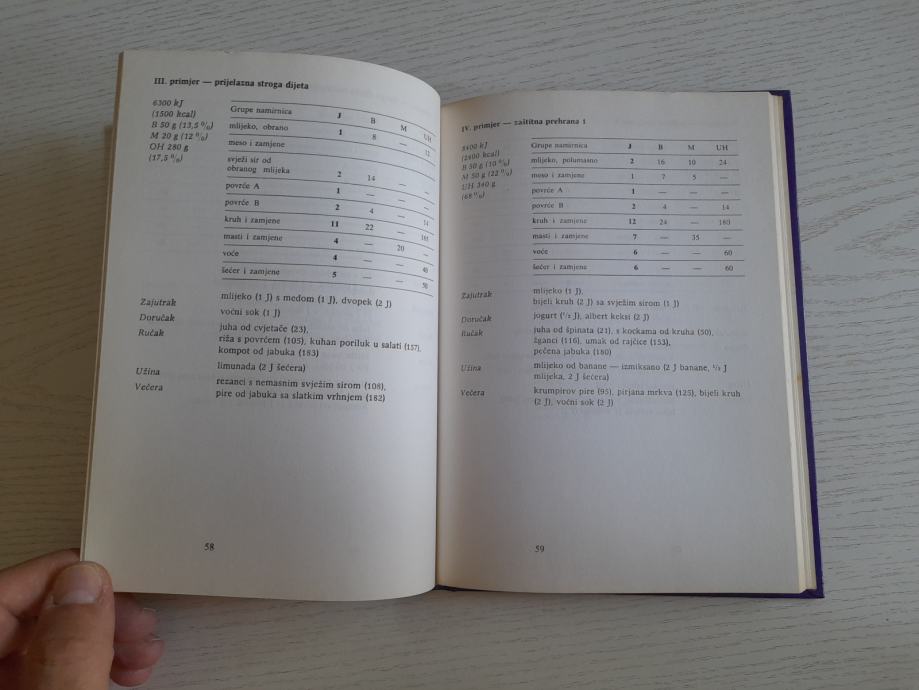 III. primjer — prijelazna stroga dijeta
6300 kJ
(1500 kcal)
B 50 g (13,5 %)
M 20 g (12 %)
OH 280 g
(17,5 %)
Grupe namirnica J B M UH
mlijeko, obrano 1 8 — 12
meso i zamjene
svježi sir od
obranog mlijeka 2 14 — —
povrće A 1 — — —
povrće B 2 4 — 14
kruh i zamjene 11 22 — 165
masti i zamjene 4 — 20 —
voće 4 — — 40
šećer i zamjene 5 — — 50
Zajutrak mlijeko (1 J) s medom (1 J), dvopek (2 J)
Doručak voćni sok (1 J)
Ručak juha od cvjetače (23),
riža s povrćem (105), kuhan poriluk u salati (157),
kompot od jabuka (183)
Užina limunada (2 J šećera)
Večera rezanci s nemasnim svježim sirom (108),
pire od jabuka sa slatkim vrhnjem (182)
58
IV. primjer — zaštitna prehrana 1
8400 kJ
(2400 kcal)
B 50 g (10 %)
M 50 g (22 %)
UH 340 g
(68 %)
Grupe namirnica J B M UH
mlijeko, polumasno 2 16 10 24
meso i zamjene 1 7 5 —
povrće A 1 — — —
povrće B 2 4 — 14
kruh i zamjene 12 24 — 180
masti i zamjene 7 — 35 —
voće 6 — — 60
šećer i zamjene 6 — — 60
Zajutrak mlijeko (1 J),
bijeli kruh (2 J) sa svježim sirom (1 J)
Doručak jogurt (1/2 J), albert keksi (2 J)
Ručak juha od špinata (21), s kockama od kruha (50),
žganci (116), umak od rajčice (153),
pečena jabuka (180)
Užina mlijeko od banane — izmiksano (2 J banane, 1/2 J
mlijeka, 2 J šećera)
Večera krumpirov pire (95), pirjana mrkva (125), bijeli kruh
(2 J), voćni sok (2 J)
59